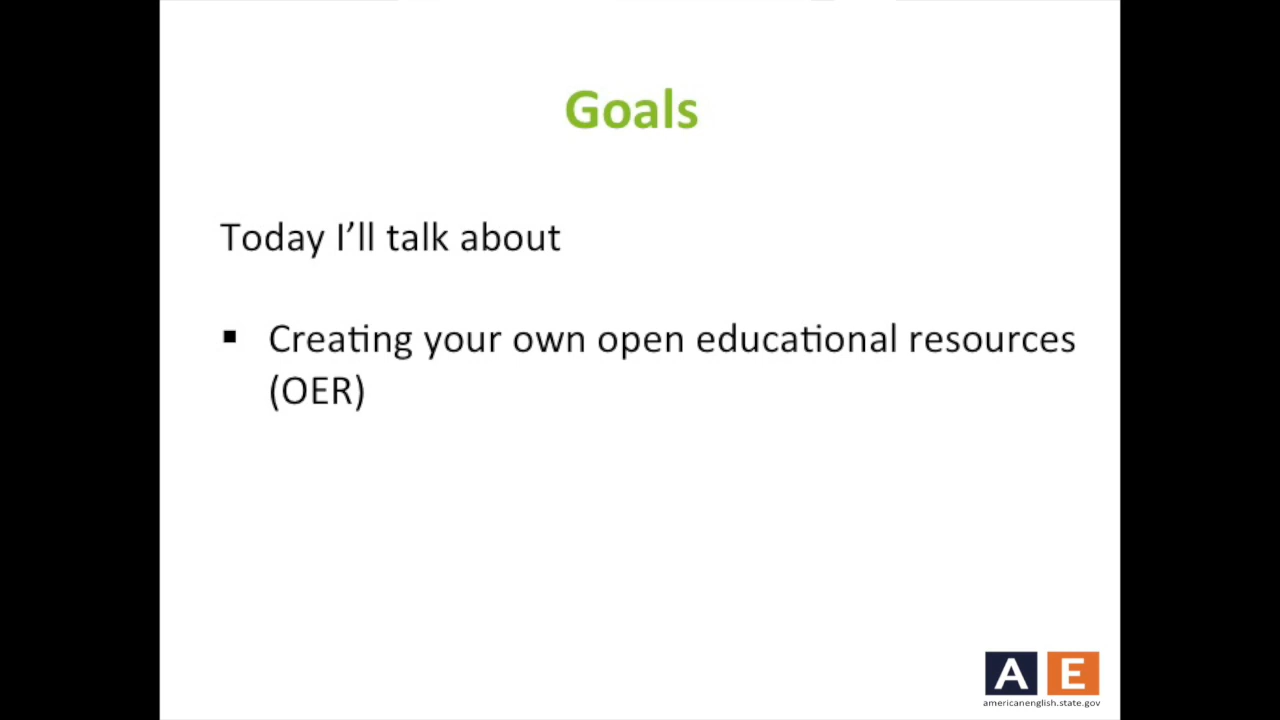 Goals
Today I’ll talk about
▪ Creating your own open educational resources
(OER)
A E
americanenglish.state.gov